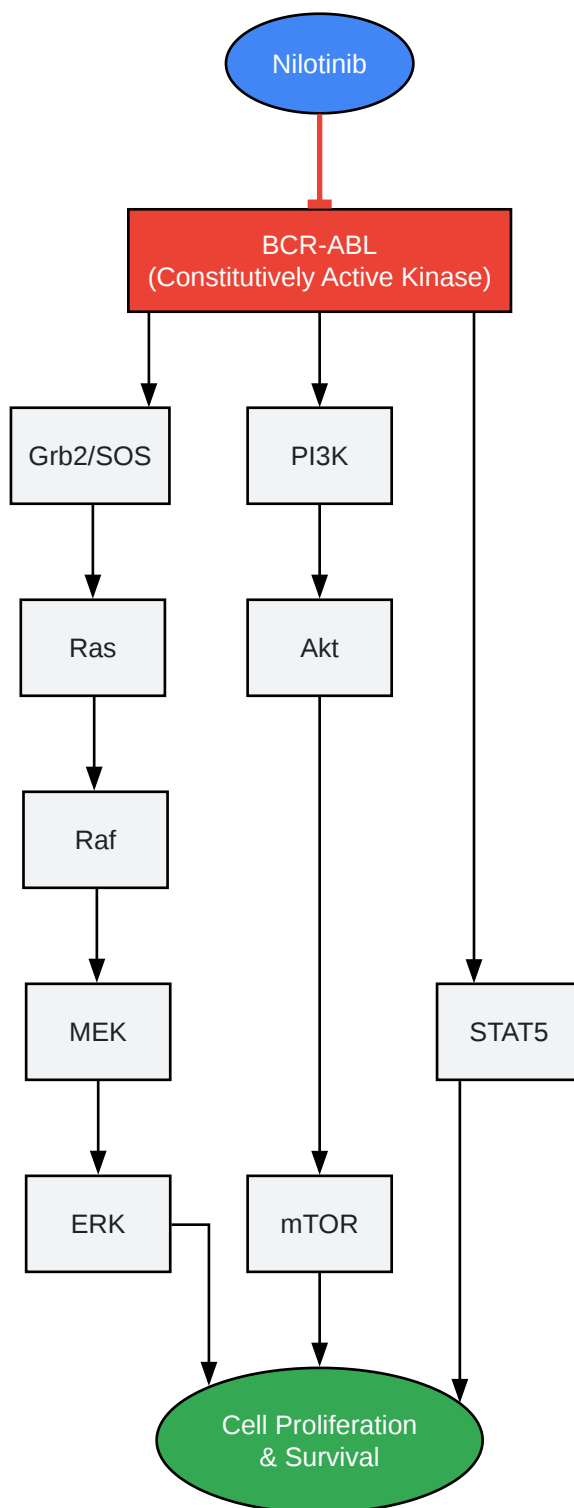 Nilotinib
BCR-ABL
(Constitutively Active Kinase)
Grb2/SOS
PI3K
Ras
Akt
Raf
MEK
STAT5
ERK
mTOR
Cell Proliferation
& Survival